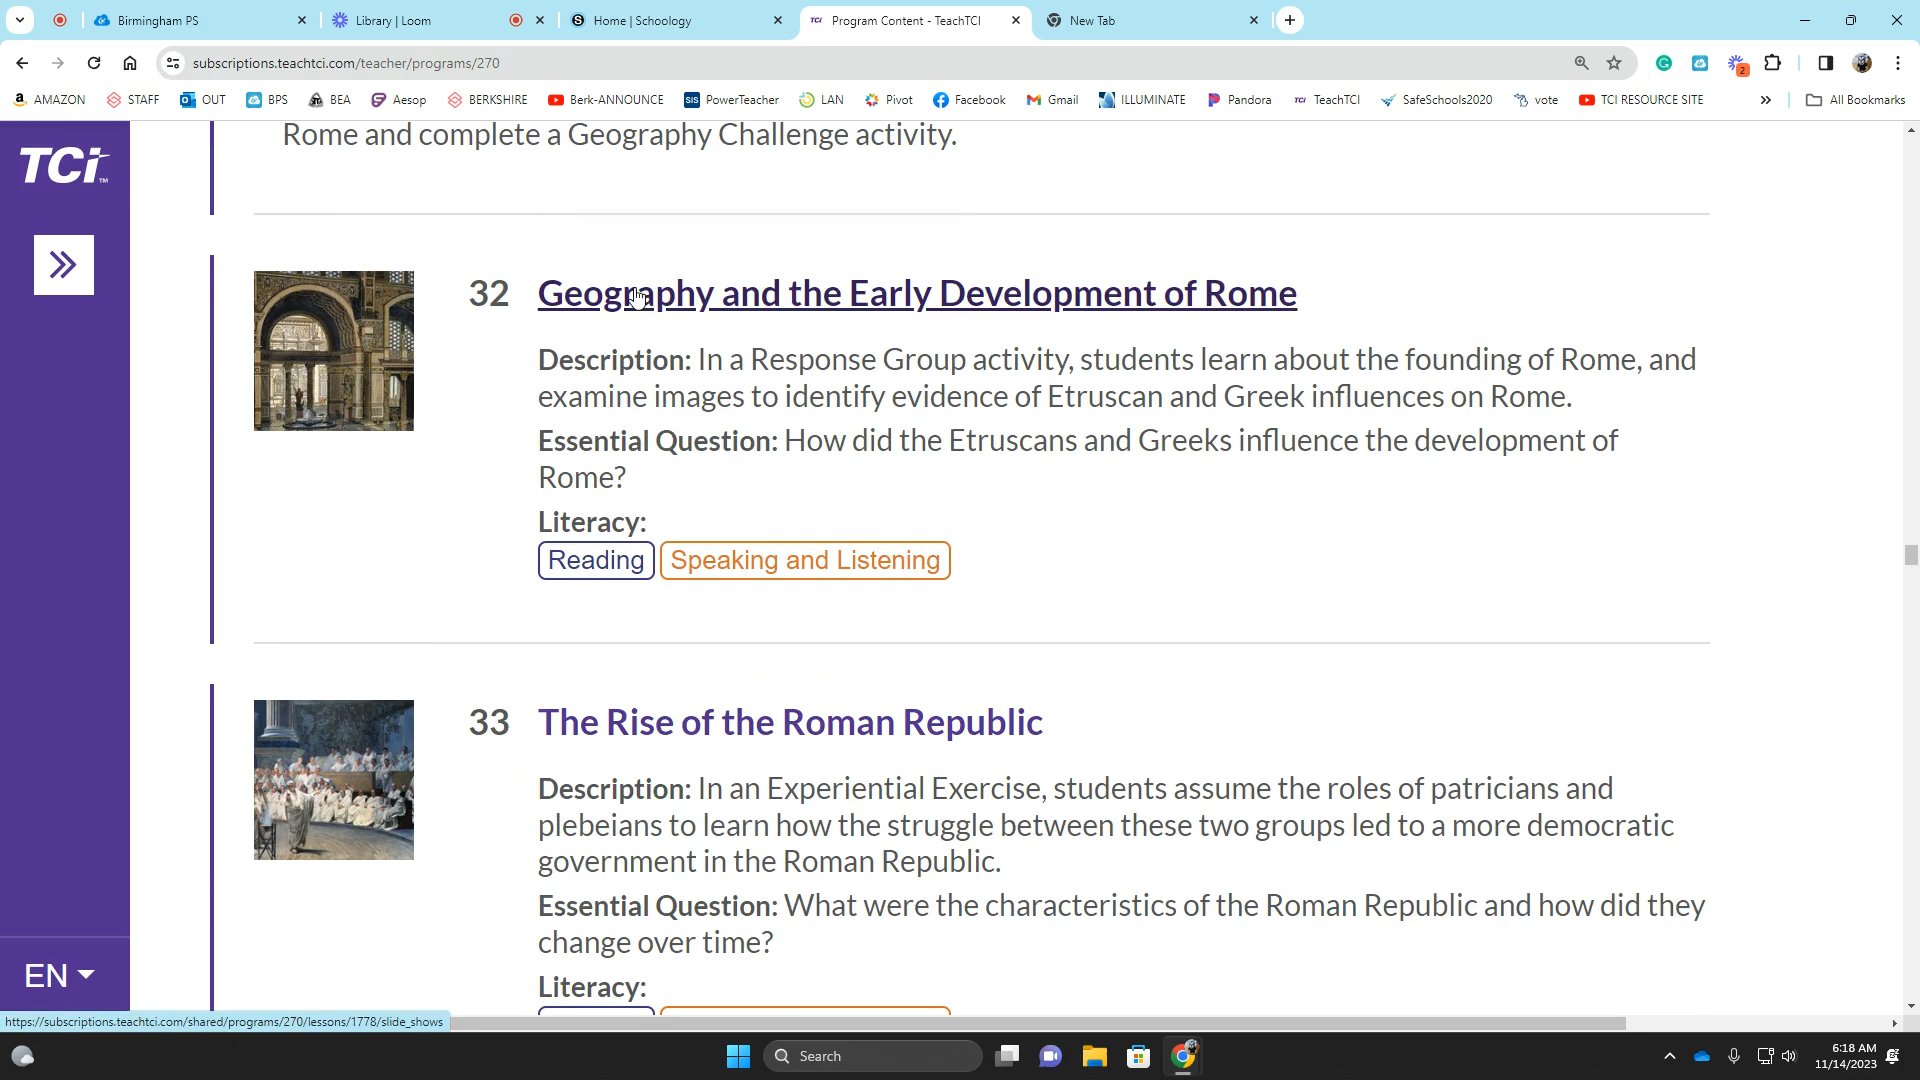 Birmingham PS
Library | Loom
Home | Schoology
TCi Program Content - TeachTCI
New Tab
subscriptions.teachtci.com/teacher/programs/270
2
AMAZON
STAFF
OUT
BPS
BEA
Aesop
BERKSHIRE
Berk-ANNOUNCE
SIS PowerTeacher
LAN
Pivot
Facebook
Gmail
ILLUMINATE
Pandora
TCI TeachTCI
SafeSchools2020
vote
TCI RESOURCE SITE
All Bookmarks
TCi™
Rome and complete a Geography Challenge activity.
32 Geography and the Early Development of Rome
Description: In a Response Group activity, students learn about the founding of Rome, and
examine images to identify evidence of Etruscan and Greek influences on Rome.
Essential Question: How did the Etruscans and Greeks influence the development of
Rome?
Literacy:
Reading Speaking and Listening
33 The Rise of the Roman Republic
Description: In an Experiential Exercise, students assume the roles of patricians and
plebeians to learn how the struggle between these two groups led to a more democratic
government in the Roman Republic.
Essential Question: What were the characteristics of the Roman Republic and how did they
change over time?
Literacy:
EN
https://subscriptions.teachtci.com/shared/programs/270/lessons/1778/slide_shows
Search
6:18 AM
11/14/2023